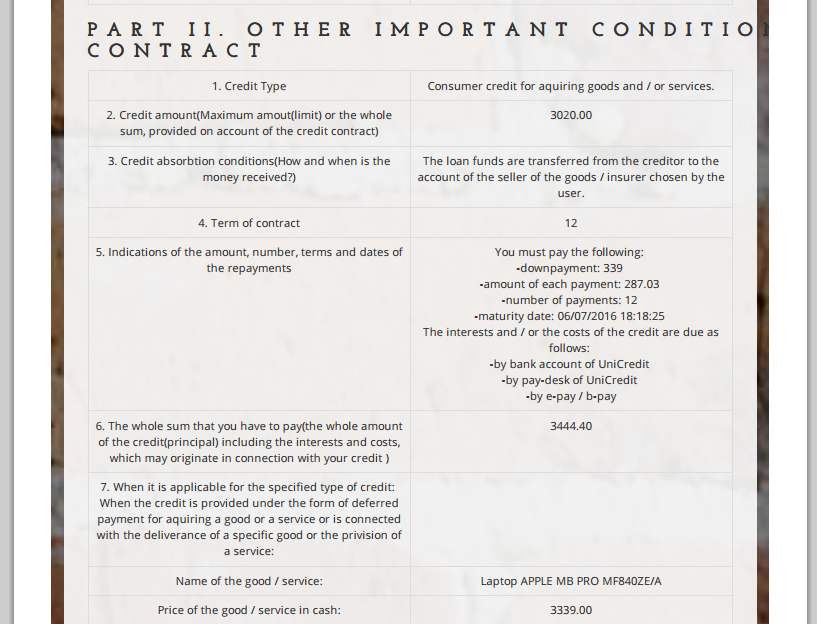 PART II. OTHER IMPORTANT CONDITION
CONTRACT
1. Credit Type
Consumer credit for aquiring goods and / or services.
2. Credit amount(Maximum amout(limit) or the whole
sum, provided on account of the credit contract)
3020.00
3. Credit absorbtion conditions(How and when is the
money received?)
The loan funds are transferred from the creditor to the
account of the seller of the goods / insurer chosen by the
user.
4. Term of contract
12
5. Indications of the amount, number, terms and dates of
the repayments
You must pay the following:
-downpayment: 339
-amount of each payment: 287.03
-number of payments: 12
-maturity date: 06/07/2016 18:18:25
The interests and / or the costs of the credit are due as
follows:
-by bank account of UniCredit
-by pay-desk of UniCredit
-by e-pay / b-pay
6. The whole sum that you have to pay(the whole amount
of the credit(principal) including the interests and costs,
which may originate in connection with your credit )
3444.40
7. When it is applicable for the specified type of credit:
When the credit is provided under the form of deferred
payment for aquiring a good or a service or is connected
with the deliverance of a specific good or the privision of
a service:
Name of the good / service:
Laptop APPLE MB PRO MF840ZE/A
Price of the good / service in cash:
3339.00